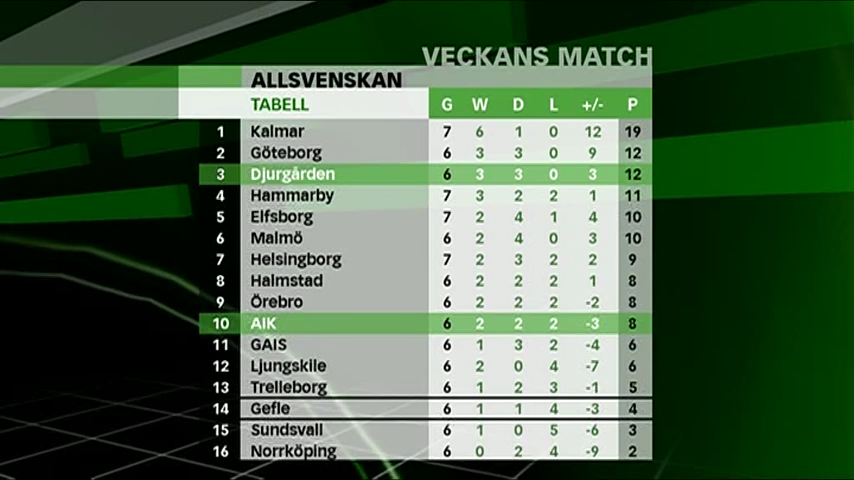 VECKANS MATCH
ALLSVENSKAN
TABELL G W D L +/- P
1 Kalmar 7 6 1 0 12 19
2 Göteborg 6 3 3 0 9 12
3 Djurgården 6 3 3 0 3 12
4 Hammarby 7 3 2 2 1 11
5 Elfsborg 7 2 4 1 4 10
6 Malmö 6 2 4 0 3 10
7 Helsingborg 7 2 3 2 2 9
8 Halmstad 6 2 2 2 1 8
9 Örebro 6 2 2 2 -2 8
10 AIK 6 2 2 2 -3 8
11 GAIS 6 1 3 2 -4 6
12 Ljungskile 6 2 0 4 -7 6
13 Trelleborg 6 1 2 3 -1 5
14 Gefle 6 1 1 4 -3 4
15 Sundsvall 6 1 0 5 -6 3
16 Norrköping 6 0 2 4 -9 2